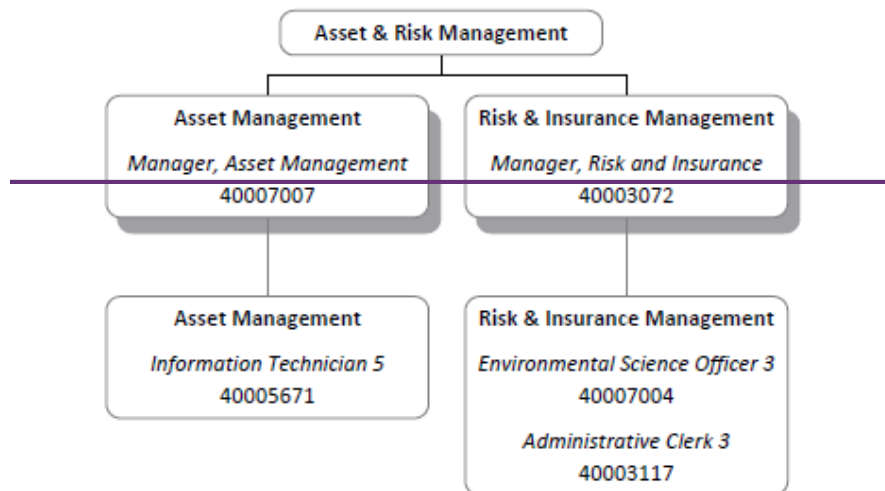 Asset & Risk Management
Asset Management
Manager, Asset Management
40007007
Risk & Insurance Management
Manager, Risk and Insurance
40003072
Asset Management
Information Technician 5
40005671
Risk & Insurance Management
Environmental Science Officer 3
40007004
Administrative Clerk 3
40003117